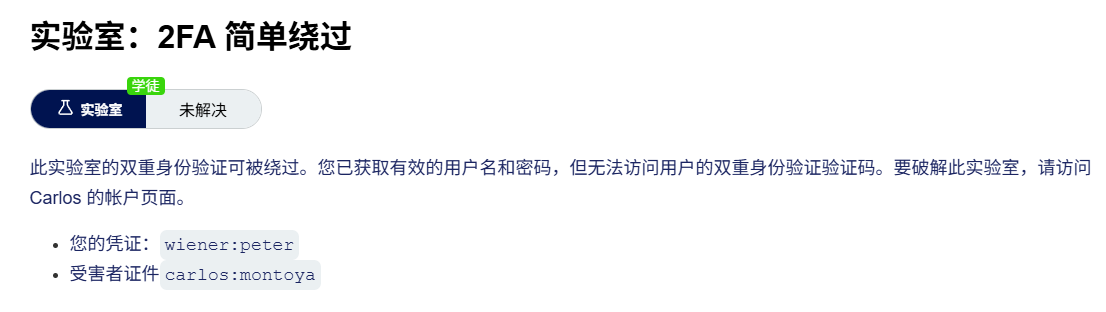 实验室：2FA 简单绕过
学徒
实验室
未解决
此实验室的双重身份验证可被绕过。您已获取有效的用户名和密码，但无法访问用户的双重身份验证验证码。要破解此实验室，请访问
Carlos 的帐户页面。
• 您的凭证： wiener:peter
• 受害者证件 carlos:montoya